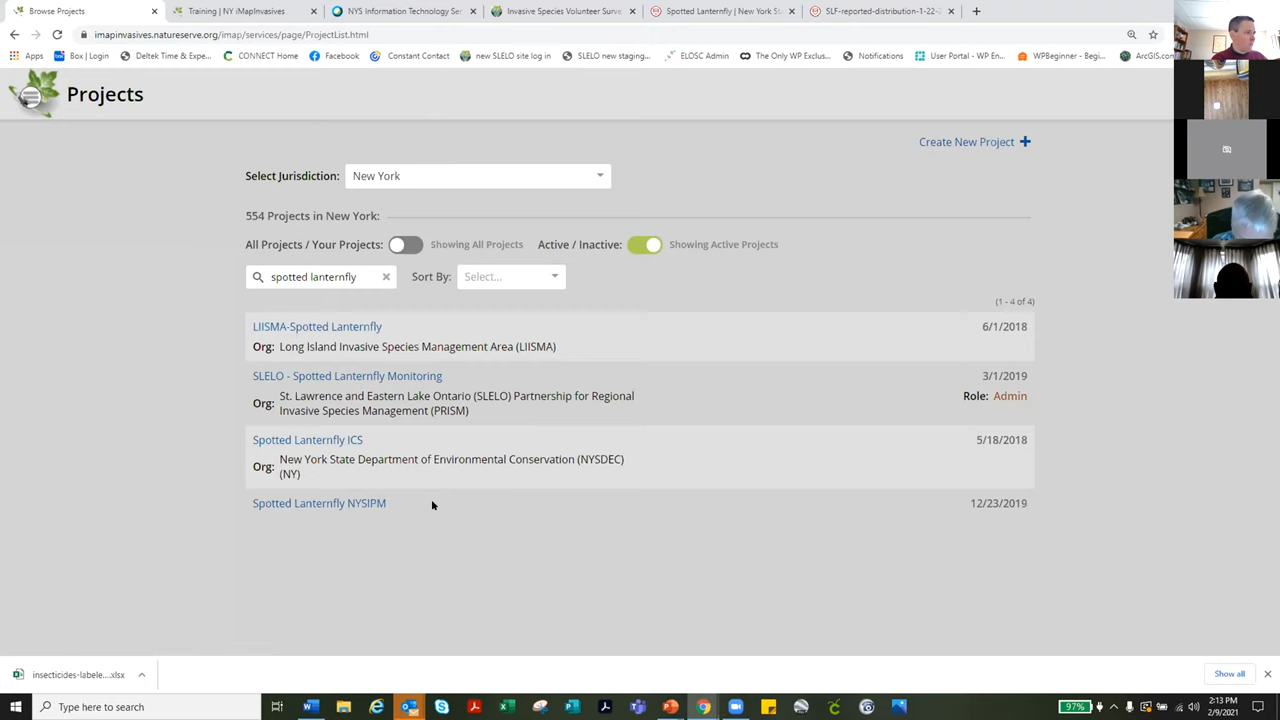 Browse Projects
Training | NY iMapInvasives
NYS Information Technology Ser
Invasive Species Volunteer Surve
Spotted Lanternfly | New York St
SLF-reported-distribution-1-22-2
imapinvasives.natureserve.org/imap/services/page/ProjectList.html
Apps
Box | Login
Deltek Time & Expe...
CONNECT Home
Facebook
Constant Contact
new SLELO site log in
SLELO new staging...
ELOSC Admin
The Only WP Exclus...
Notifications
User Portal - WP En...
WPBeginner - Begi...
ArcGIS.com
Projects
Create New Project +
Select Jurisdiction: New York
554 Projects in New York:
All Projects / Your Projects: Showing All Projects Active / Inactive: Showing Active Projects
spotted lanternfly Sort By: Select...
(1 - 4 of 4)
LIISMA-Spotted Lanternfly 6/1/2018
Org: Long Island Invasive Species Management Area (LIISMA)
SLELO - Spotted Lanternfly Monitoring 3/1/2019
Org: St. Lawrence and Eastern Lake Ontario (SLELO) Partnership for Regional
Invasive Species Management (PRISM)
Role: Admin
Spotted Lanternfly ICS 5/18/2018
Org: New York State Department of Environmental Conservation (NYSDEC)
(NY)
Spotted Lanternfly NYSIPM 12/23/2019
insecticides-labele....xlsx
Show all
Type here to search
97%
2:13 PM
2/9/2021